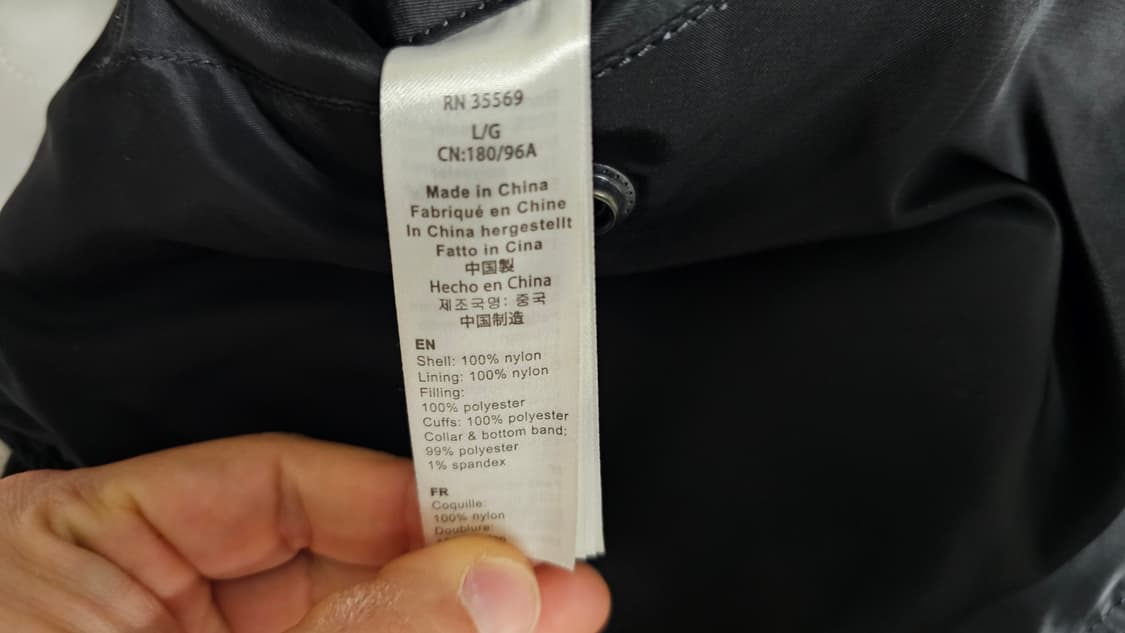 RN 35569
L/G
CN:180/96A
Made in China
Fabriqué en Chine
In China hergestellt
Fatto in Cina
中国製
Hecho en China
제조국명: 중국
中国制造
EN
Shell: 100% nylon
Lining: 100% nylon
Filling:
100% polyester
Cuffs: 100% polyester
Collar & bottom band:
99% polyester
1% spandex
FR
Coquille:
100% nylon
Doublure: